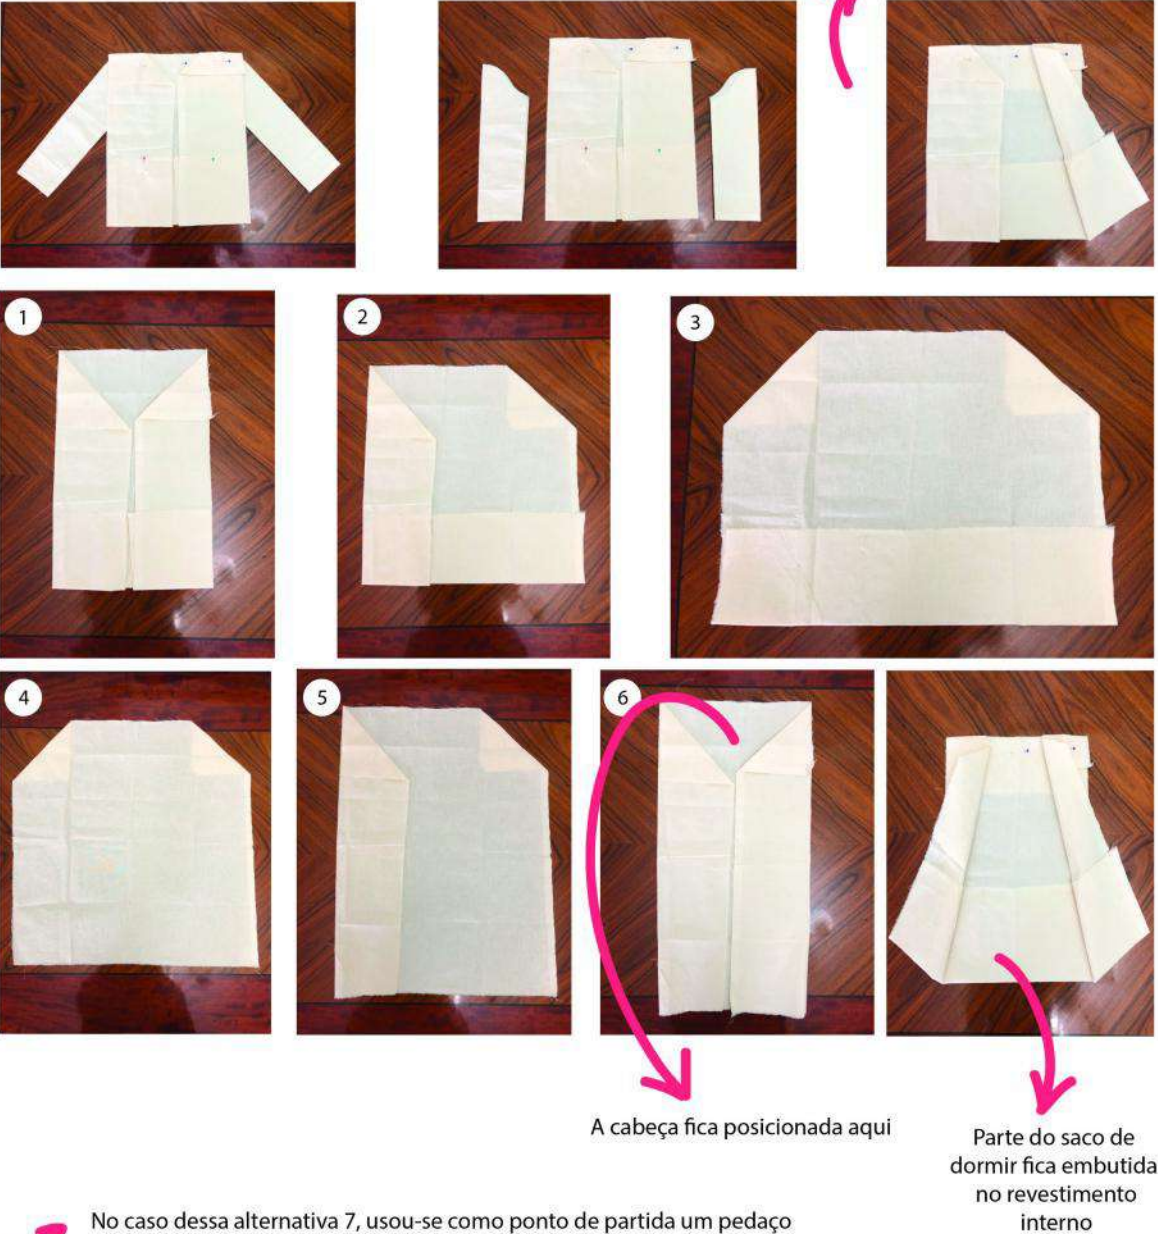 1
2
3
4
5
6
A cabeça fica posicionada aqui
Parte do saco de
dormir fica embutida
no revestimento
interno
No caso dessa alternativa 7, usou-se como ponto de partida um pedaço